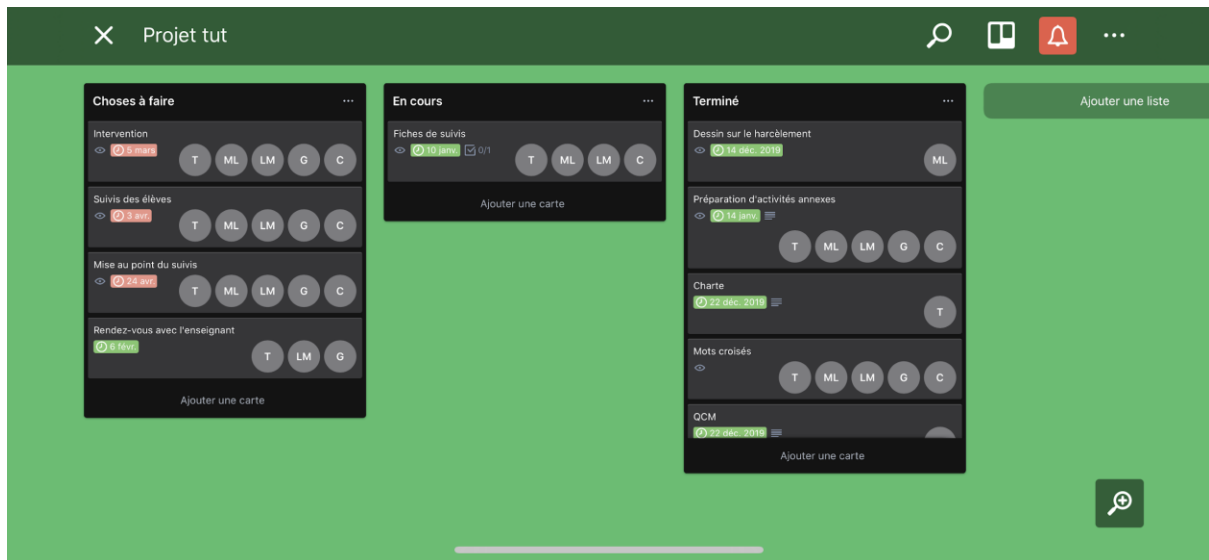 Projet tut
Choses à faire
Intervention
5 mars
T ML LM G C
Suivis des élèves
3 avr.
T ML LM G C
Mise au point du suivis
24 avr.
T ML LM G C
Rendez-vous avec l'enseignant
6 févr.
T LM G
Ajouter une carte
En cours
Fiches de suivis
10 janv. 0/1
T ML LM C
Ajouter une carte
Terminé
Dessin sur le harcèlement
14 déc. 2019
ML
Préparation d'activités annexes
14 janv.
T ML LM G C
Charte
22 déc. 2019
T
Mots croisés
T ML LM G C
QCM
22 déc. 2019
Ajouter une carte
Ajouter une liste